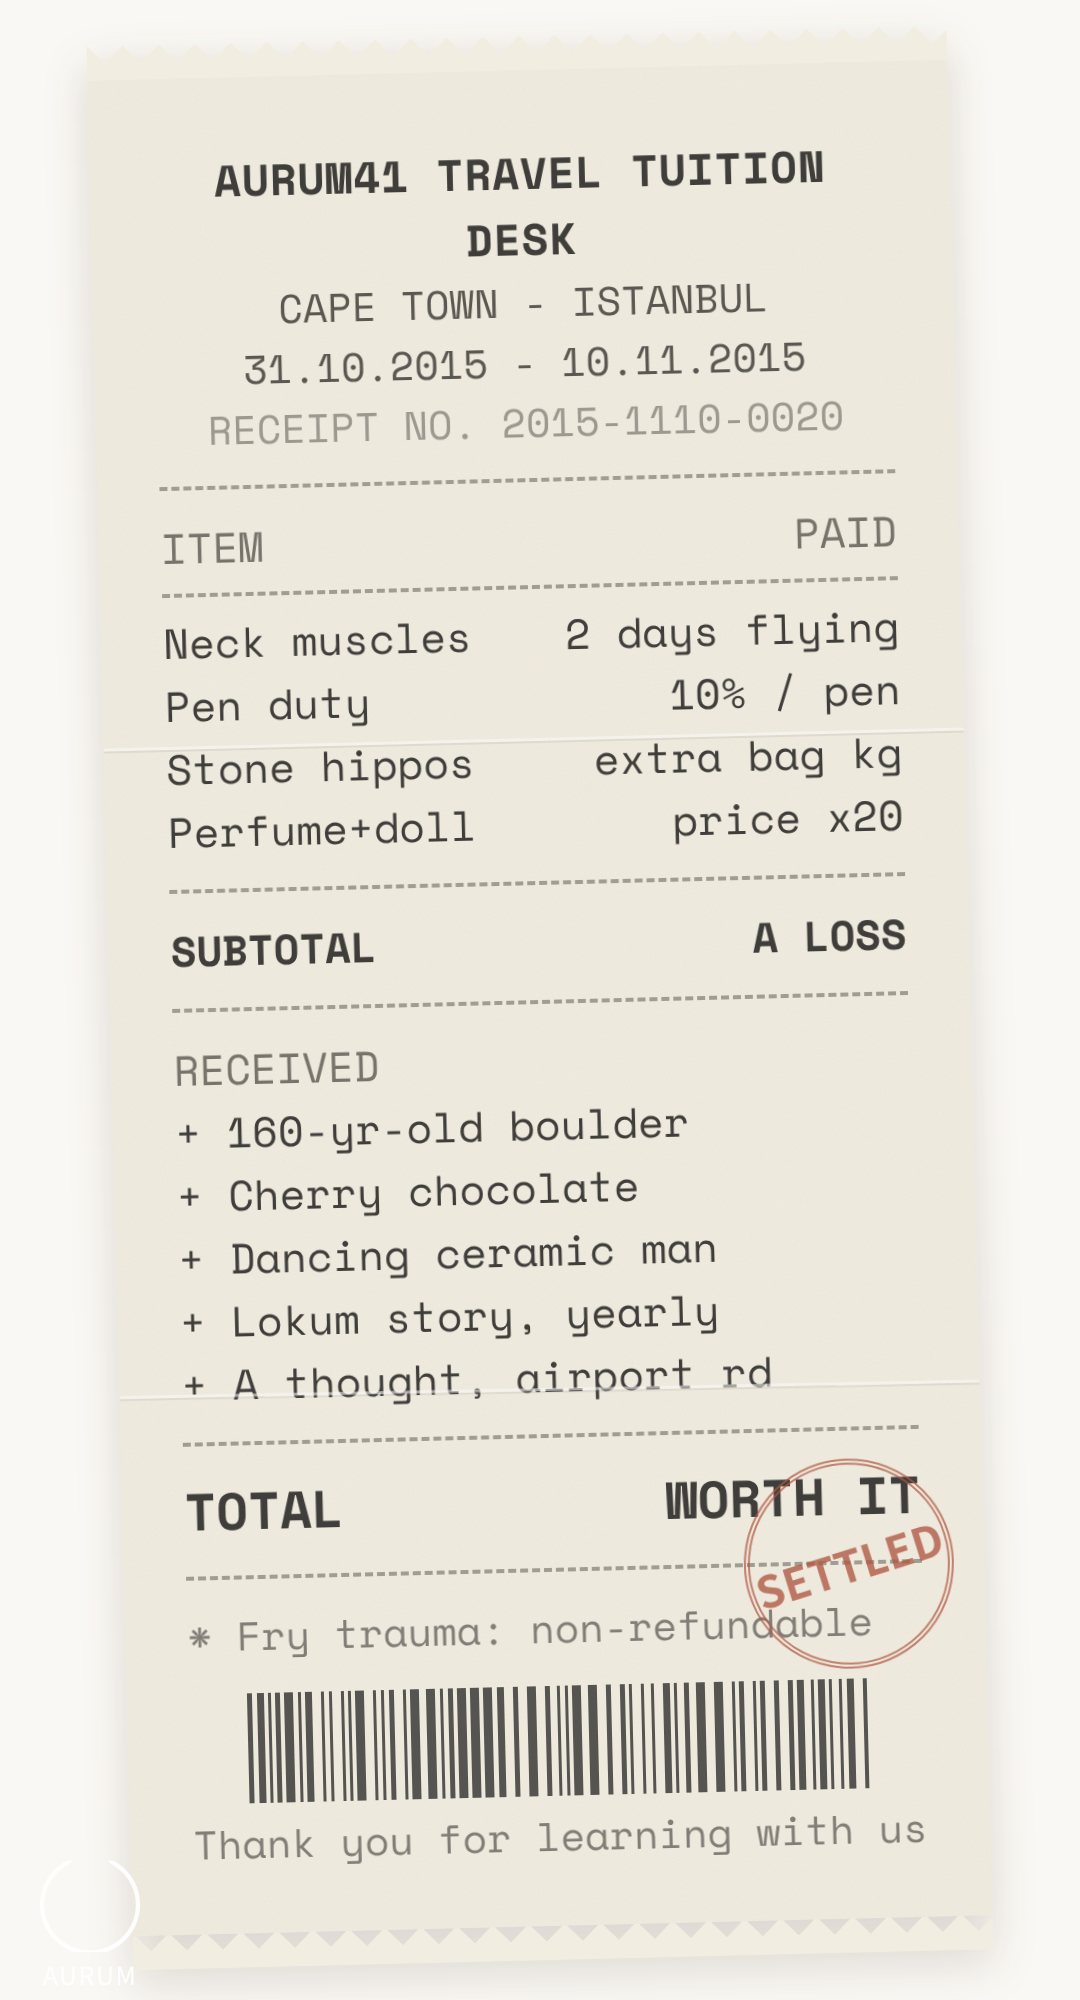 AURUM41 TRAVEL TUITION
DESK
CAPE TOWN - ISTANBUL
31.10.2015 - 10.11.2015
RECEIPT NO. 2015-1110-0020
ITEM PAID
Neck muscles 2 days flying
Pen duty 10% / pen
Stone hippos extra bag kg
Perfume+doll price x20
SUBTOTAL A LOSS
RECEIVED
+ 160-yr-old boulder
+ Cherry chocolate
+ Dancing ceramic man
+ Lokum story, yearly
+ A thought, airport rd
TOTAL WORTH IT
SETTLED
* Fry trauma: non-refundable
Thank you for learning with us
AURUM